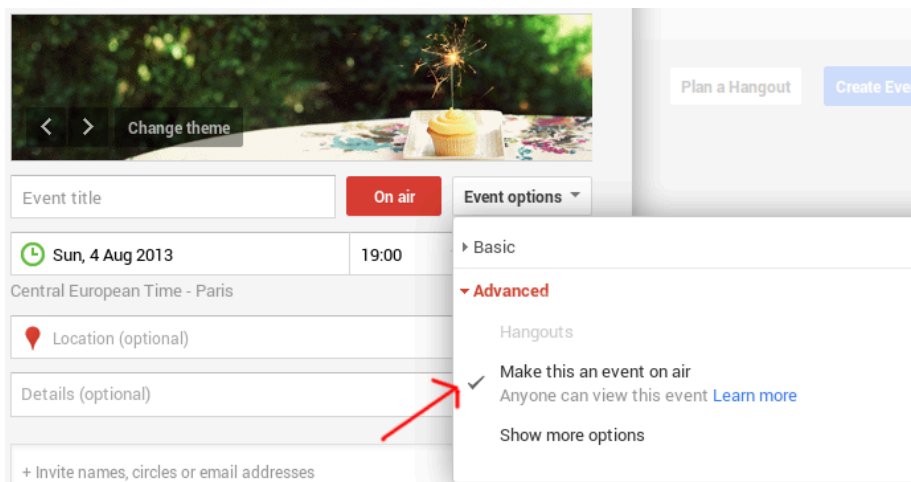 Plan a Hangout
Create Eve
Change theme
Event title
On air
Event options
Sun, 4 Aug 2013
19:00
Central European Time - Paris
Location (optional)
Details (optional)
+ Invite names, circles or email addresses
Basic
Advanced
Hangouts
Make this an event on air
Anyone can view this event Learn more
Show more options